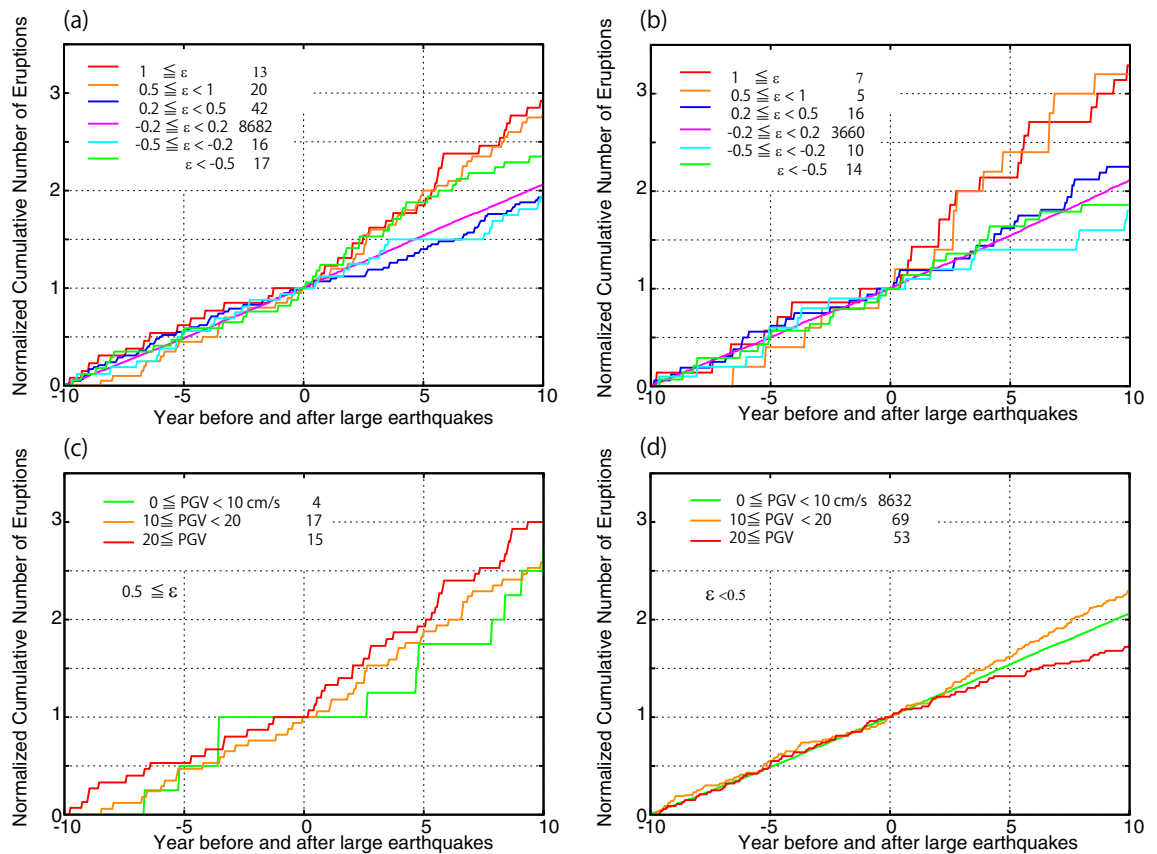 (a)
Normalized Cumulative Number of Eruptions
3
2
1
0
1 ≦ ε 13
0.5 ≦ ε < 1 20
0.2 ≦ ε < 0.5 42
-0.2 ≦ ε < 0.2 8682
-0.5 ≦ ε < -0.2 16
ε < -0.5 17
-10 -5 0 5 10
Year before and after large earthquakes
(b)
Normalized Cumulative Number of Eruptions
3
2
1
0
1 ≦ ε 7
0.5 ≦ ε < 1 5
0.2 ≦ ε < 0.5 16
-0.2 ≦ ε < 0.2 3660
-0.5 ≦ ε < -0.2 10
ε < -0.5 14
-10 -5 0 5 10
Year before and after large earthquakes
(c)
Normalized Cumulative Number of Eruptions
3
2
1
0
0 ≦ PGV < 10 cm/s 4
10 ≦ PGV < 20 17
20 ≦ PGV 15
0.5 ≦ ε
-10 -5 0 5 10
Year before and after large earthquakes
(d)
Normalized Cumulative Number of Eruptions
3
2
1
0
0 ≦ PGV < 10 cm/s 8632
10 ≦ PGV < 20 69
20 ≦ PGV 53
ε < 0.5
-10 -5 0 5 10
Year before and after large earthquakes